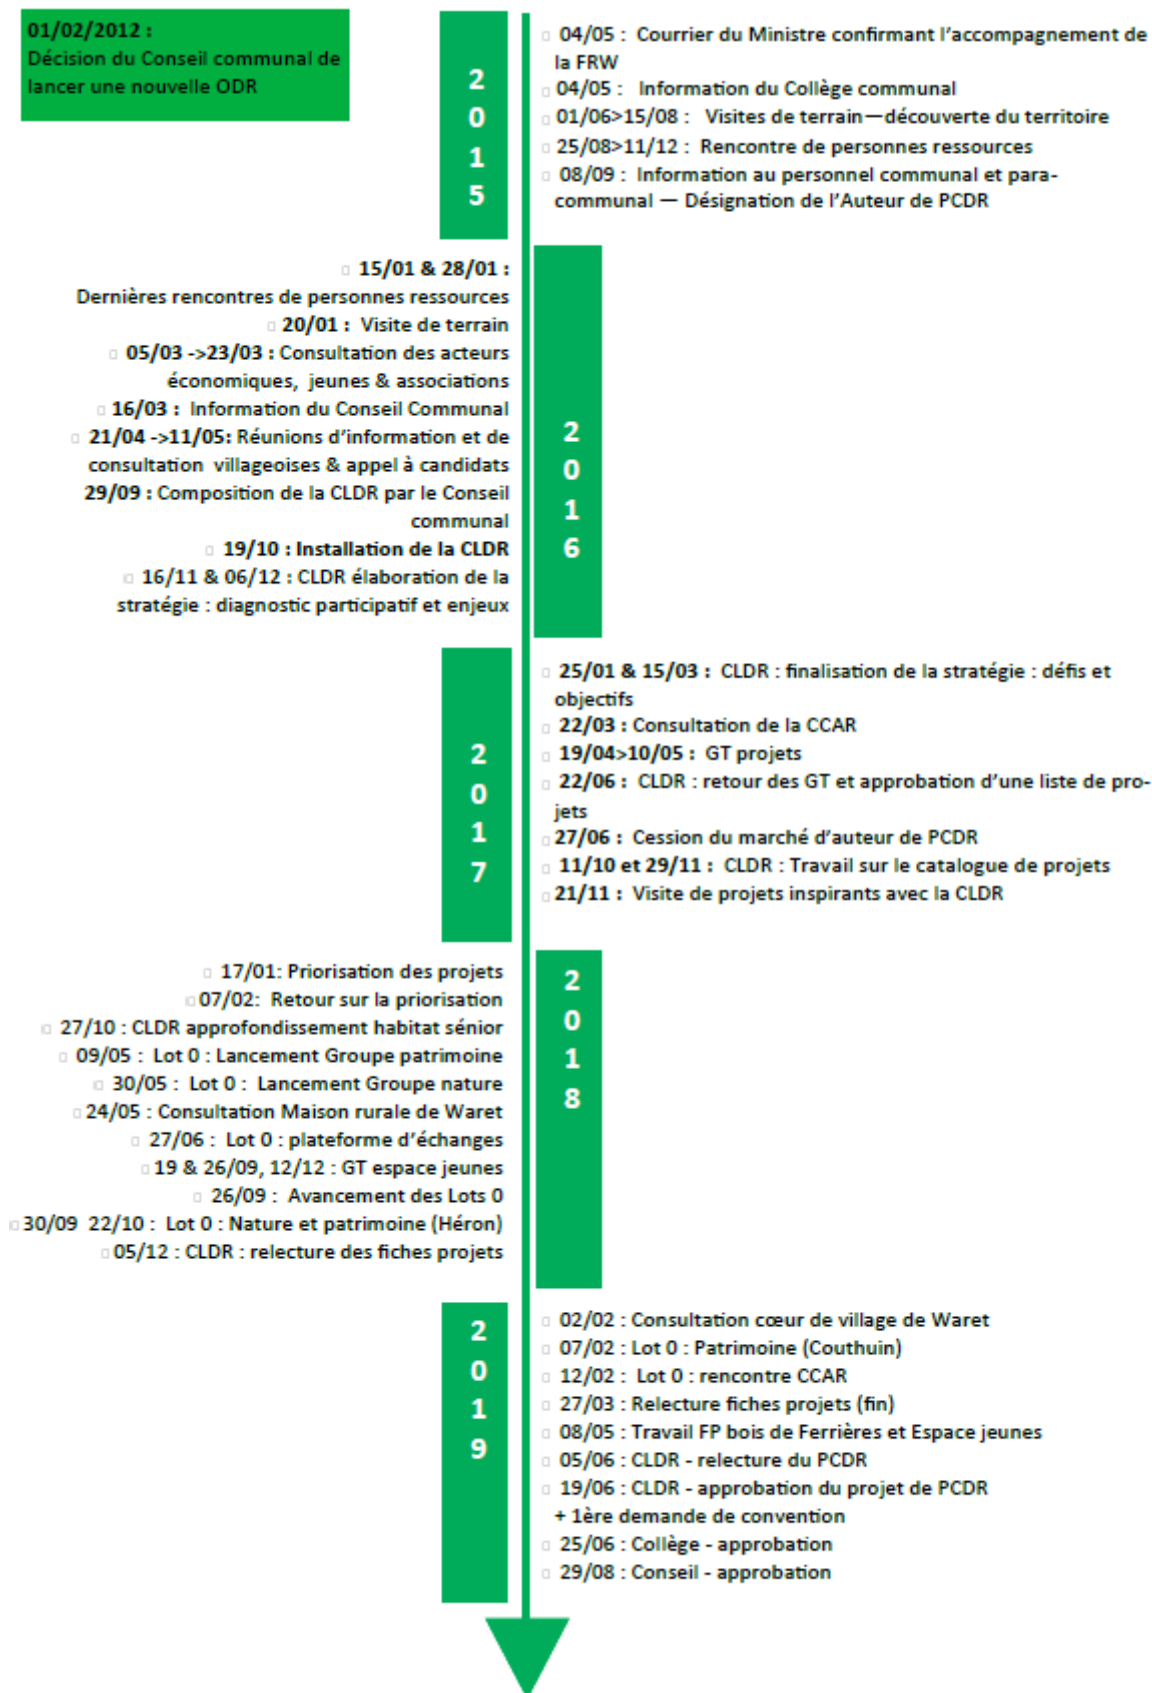 01/02/2012 :
Décision du Conseil communal de
lancer une nouvelle ODR
2
0
1
5
04/05 : Courrier du Ministre confirmant l'accompagnement de
la FRW
04/05 : Information du Collège communal
01/06>15/08 : Visites de terrain—découverte du territoire
25/08>11/12 : Rencontre de personnes ressources
08/09 : Information au personnel communal et para-
communal — Désignation de l'Auteur de PCDR
15/01 & 28/01 :
Dernières rencontres de personnes ressources
20/01 : Visite de terrain
05/03 ->23/03 : Consultation des acteurs
économiques, jeunes & associations
16/03 : Information du Conseil Communal
21/04 ->11/05: Réunions d'information et de
consultation villageoises & appel à candidats
29/09 : Composition de la CLDR par le Conseil
communal
19/10 : Installation de la CLDR
16/11 & 06/12 : CLDR élaboration de la
stratégie : diagnostic participatif et enjeux
2
0
1
6
2
0
1
7
25/01 & 15/03 : CLDR : finalisation de la stratégie : défis et
objectifs
22/03 : Consultation de la CCAR
19/04>10/05 : GT projets
22/06 : CLDR : retour des GT et approbation d'une liste de pro-
jets
27/06 : Cession du marché d'auteur de PCDR
11/10 et 29/11 : CLDR : Travail sur le catalogue de projets
21/11 : Visite de projets inspirants avec la CLDR
17/01: Priorisation des projets
07/02: Retour sur la priorisation
27/10 : CLDR approfondissement habitat sénior
09/05 : Lot 0 : Lancement Groupe patrimoine
30/05 : Lot 0 : Lancement Groupe nature
24/05 : Consultation Maison rurale de Waret
27/06 : Lot 0 : plateforme d'échanges
19 & 26/09, 12/12 : GT espace jeunes
26/09 : Avancement des Lots 0
30/09 22/10 : Lot 0 : Nature et patrimoine (Héron)
05/12 : CLDR : relecture des fiches projets
2
0
1
8
2
0
1
9
02/02 : Consultation cœur de village de Waret
07/02 : Lot 0 : Patrimoine (Couthuin)
12/02 : Lot 0 : rencontre CCAR
27/03 : Relecture fiches projets (fin)
08/05 : Travail FP bois de Ferrières et Espace jeunes
05/06 : CLDR - relecture du PCDR
19/06 : CLDR - approbation du projet de PCDR
+ 1ère demande de convention
25/06 : Collège - approbation
29/08 : Conseil - approbation